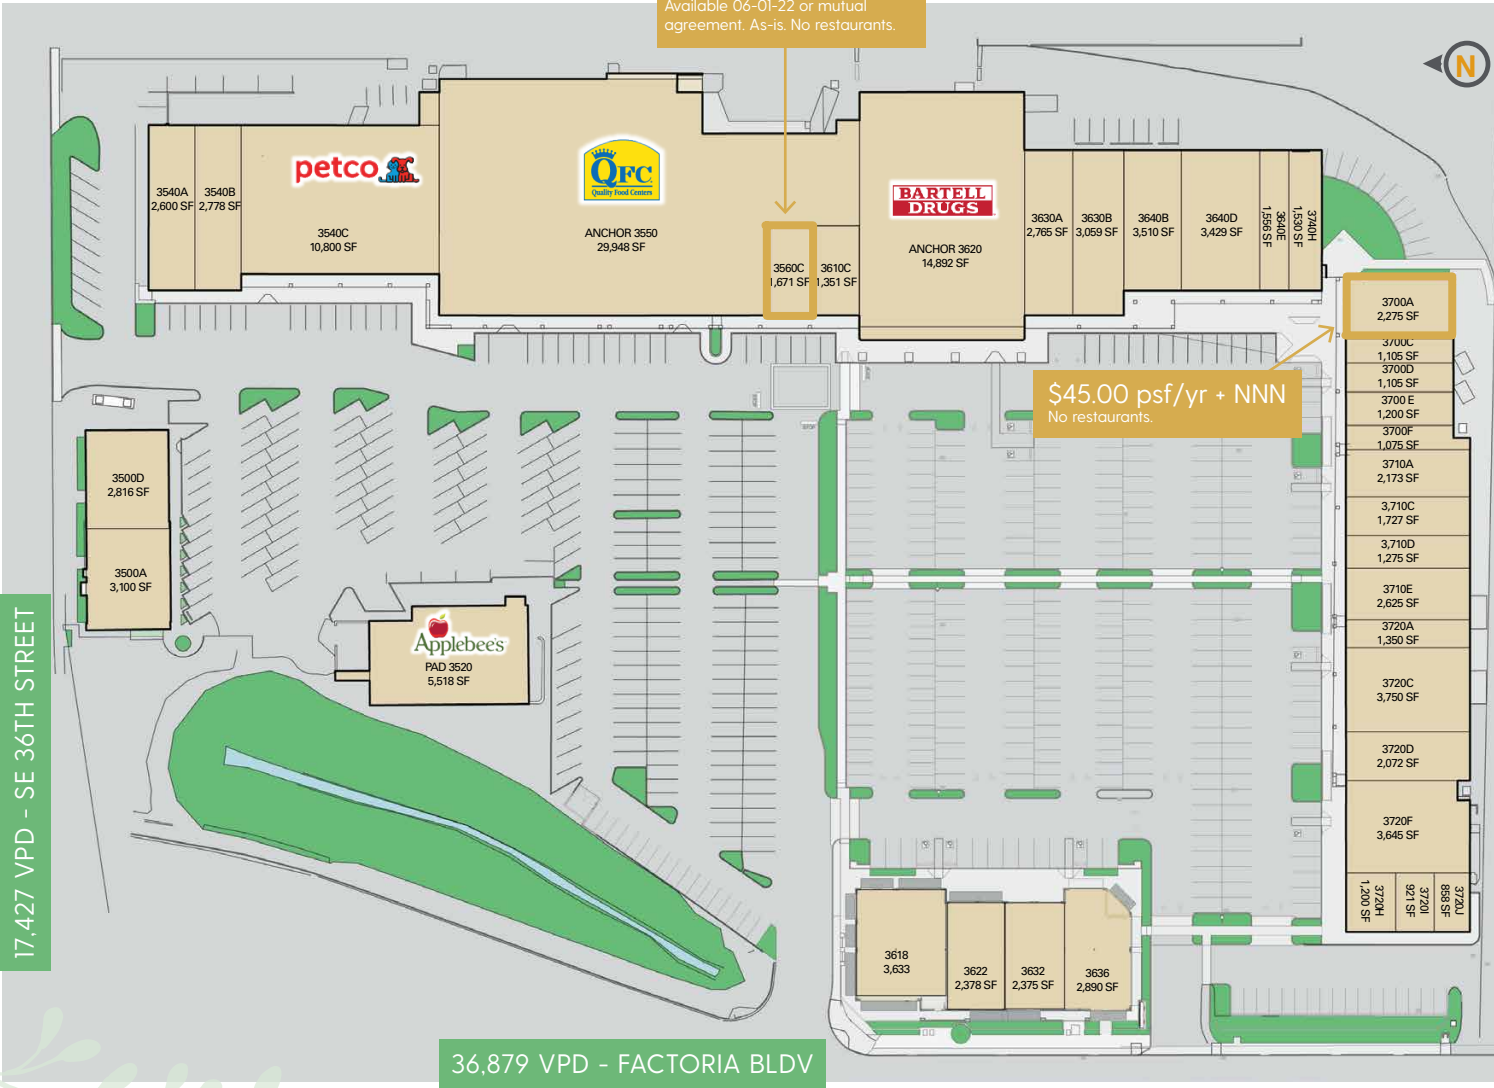 Available 06-01-22 or mutual
agreement. As-is. No restaurants.
N
petco
QFC
Quality Food Centers
BARTELL
DRUGS
3540A
2,600 SF
3540B
2,778 SF
3540C
10,800 SF
ANCHOR 3550
29,948 SF
3560C
1,671 SF
3610C
1,351 SF
ANCHOR 3620
14,892 SF
3630A
2,765 SF
3630B
3,059 SF
3640B
3,510 SF
3640D
3,429 SF
3640E
1,556 SF
3740H
1,530 SF
3700A
2,275 SF
3700C
1,105 SF
3700D
1,105 SF
3700 E
1,200 SF
3700F
1,075 SF
3710A
2,173 SF
3,710C
1,727 SF
3,710D
1,275 SF
3710E
2,625 SF
3720A
1,350 SF
3720C
3,750 SF
3720D
2,072 SF
3720F
3,645 SF
3720H
1,200 SF
3720I
921 SF
3720J
858 SF
$45.00 psf/yr + NNN
No restaurants.
3500D
2,816 SF
3500A
3,100 SF
Applebee's
PAD 3520
5,518 SF
3618
3,633
3622
2,378 SF
3632
2,375 SF
3636
2,890 SF
17,427 VPD - SE 36TH STREET
36,879 VPD - FACTORIA BLDV